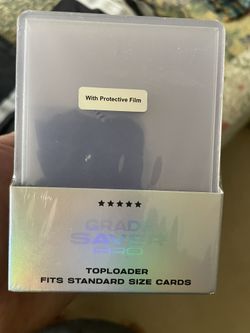 With Protective Film
★★★★★
GRADE
SAVER
PRO
TOPLOADER
FITS STANDARD SIZE CARDS